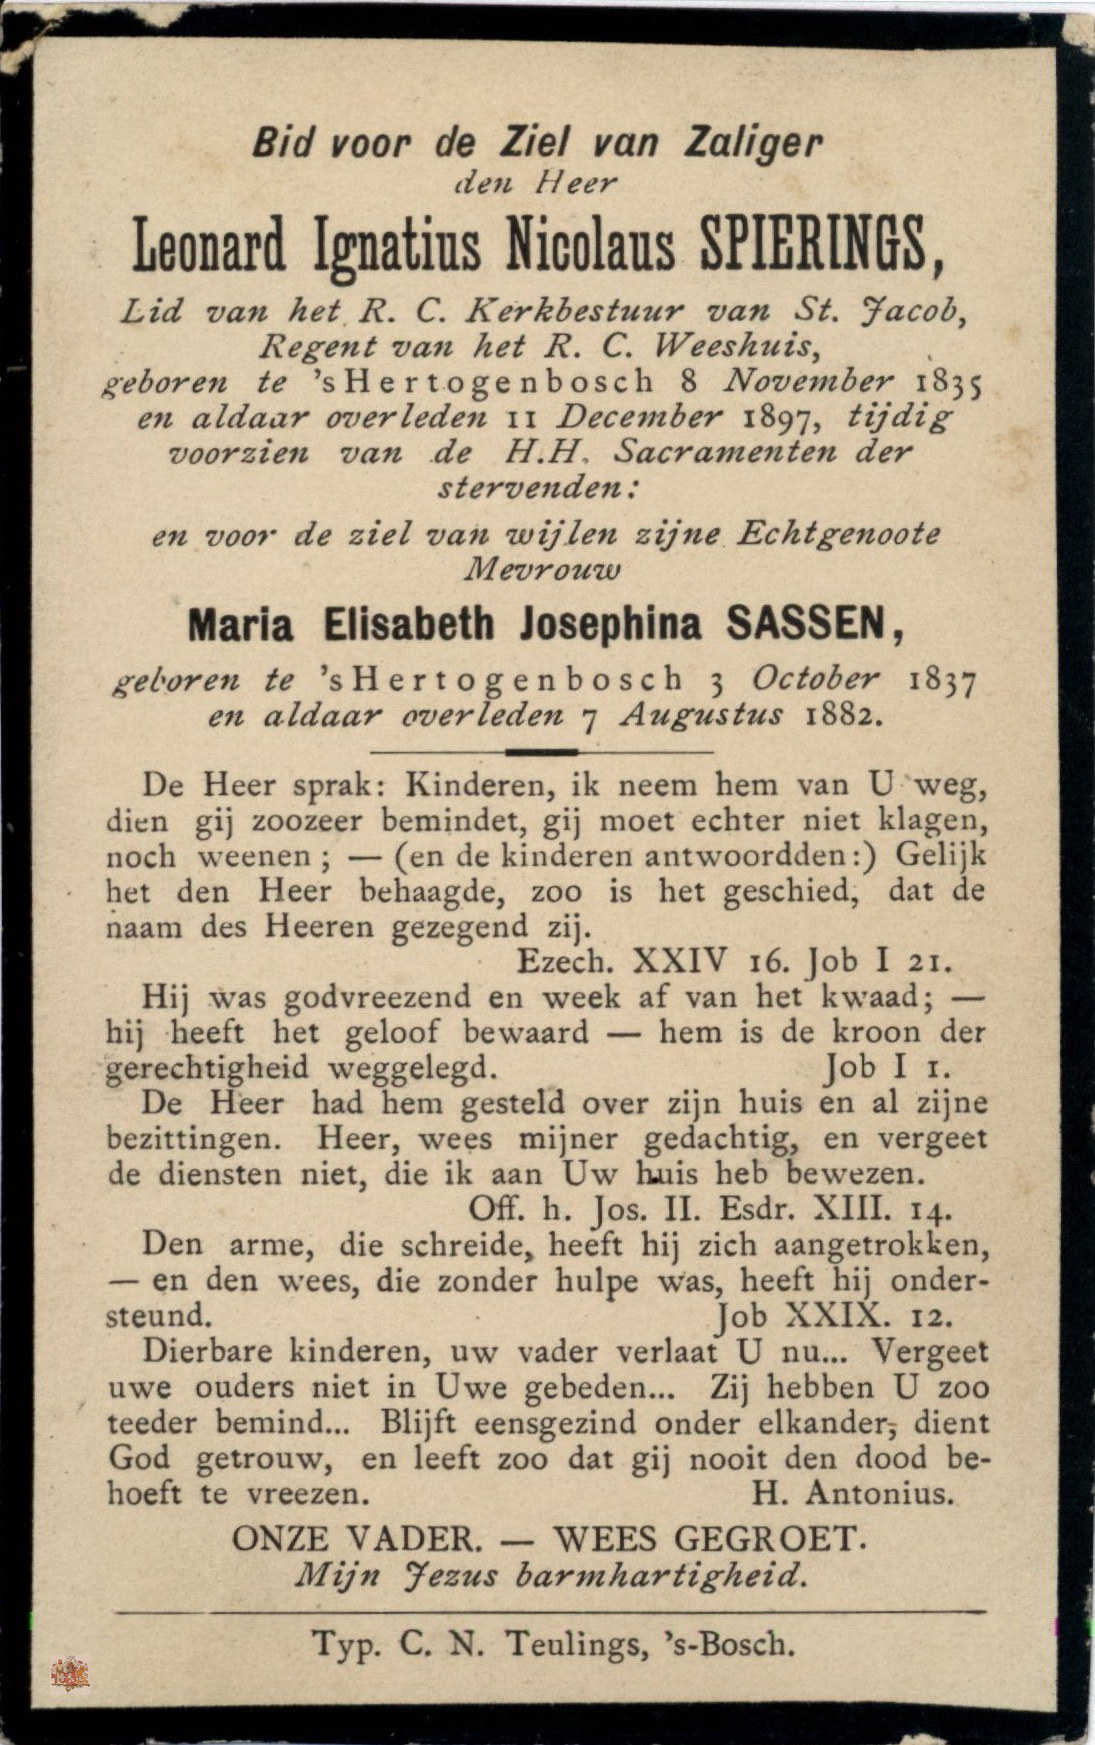 Bid voor de Ziel van Zaliger
den Heer
Leonard Ignatius Nicolaus SPIERINGS,
Lid van het R. C. Kerkbestuur van St. Jacob,
Regent van het R. C. Weeshuis,
geboren te 'sHertogenbosch 8 November 1835
en aldaar overleden 11 December 1897, tijdig
voorzien van de H.H. Sacramenten der
stervenden:
en voor de ziel van wijlen zijne Echtgenoote
Mevrouw
Maria Elisabeth Josephina SASSEN,
geboren te 'sHertogenbosch 3 October 1837
en aldaar overleden 7 Augustus 1882.
De Heer sprak: Kinderen, ik neem hem van U weg,
dien gij zoozeer bemindet, gij moet echter niet klagen,
noch weenen; — (en de kinderen antwoordden:) Gelijk
het den Heer behaagde, zoo is het geschied, dat de
naam des Heeren gezegend zij.
Ezech. XXIV 16. Job I 21.
Hij was godvreezend en week af van het kwaad; —
hij heeft het geloof bewaard — hem is de kroon der
gerechtigheid weggelegd. Job I 1.
De Heer had hem gesteld over zijn huis en al zijne
bezittingen. Heer, wees mijner gedachtig, en vergeet
de diensten niet, die ik aan Uw huis heb bewezen.
Off. h. Jos. II. Esdr. XIII. 14.
Den arme, die schreide, heeft hij zich aangetrokken,
— en den wees, die zonder hulpe was, heeft hij onder-
steund. Job XXIX. 12.
Dierbare kinderen, uw vader verlaat U nu... Vergeet
uwe ouders niet in Uwe gebeden... Zij hebben U zoo
teeder bemind... Blijft eensgezind onder elkander, dient
God getrouw, en leeft zoo dat gij nooit den dood be-
hoeft te vreezen. H. Antonius.
ONZE VADER. — WEES GEGROET.
Mijn Jezus barmhartigheid.
Typ. C. N. Teulings, 's-Bosch.